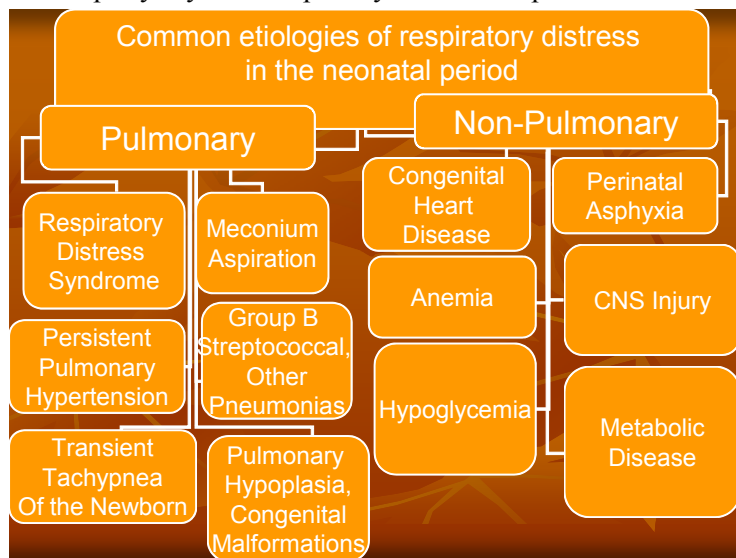 Common etiologies of respiratory distress
in the neonatal period
Pulmonary
Non-Pulmonary
Respiratory
Distress
Syndrome
Meconium
Aspiration
Persistent
Pulmonary
Hypertension
Group B
Streptococcal,
Other
Pneumonias
Transient
Tachypnea
Of the Newborn
Pulmonary
Hypoplasia,
Congenital
Malformations
Congenital
Heart
Disease
Perinatal
Asphyxia
Anemia
CNS Injury
Hypoglycemia
Metabolic
Disease